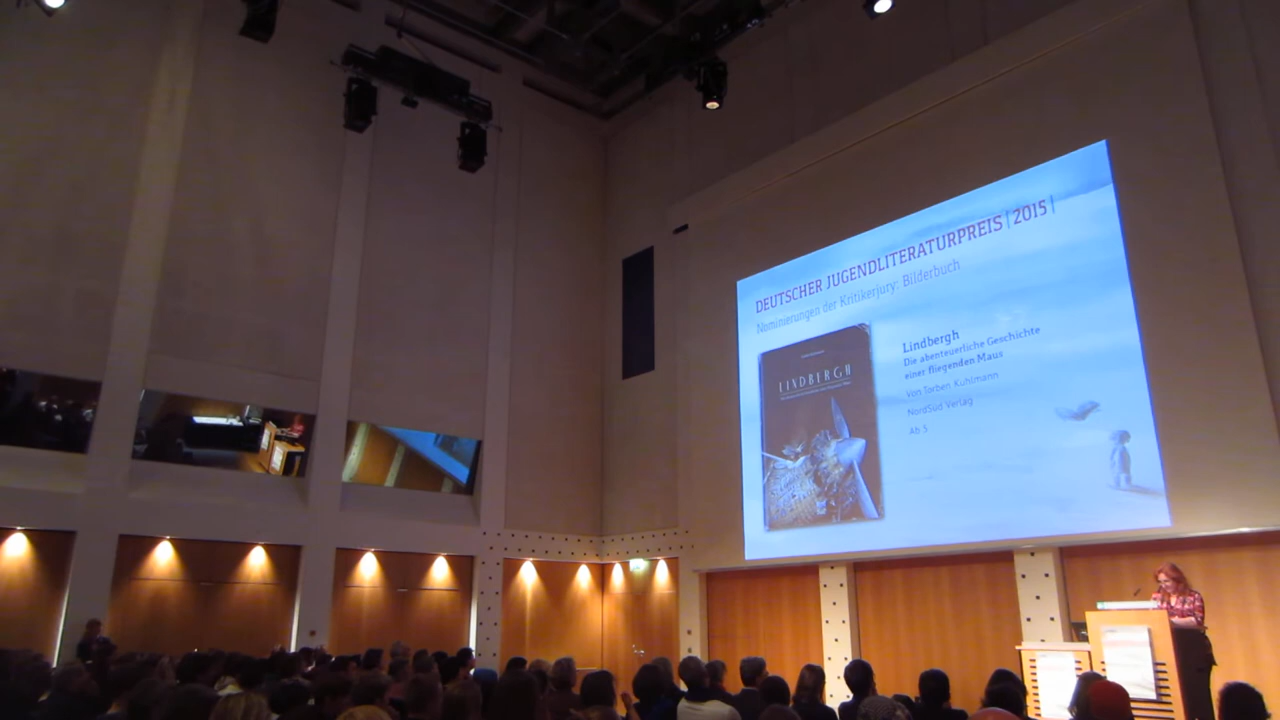 DEUTSCHER JUGENDLITERATURPREIS | 2015 |
Nominierungen der Kritikerjury: Bilderbuch
LINDBERGH
Lindbergh
Die abenteuerliche Geschichte
einer fliegenden Maus
Von Torben Kuhlmann
NordSüd Verlag
Ab 5